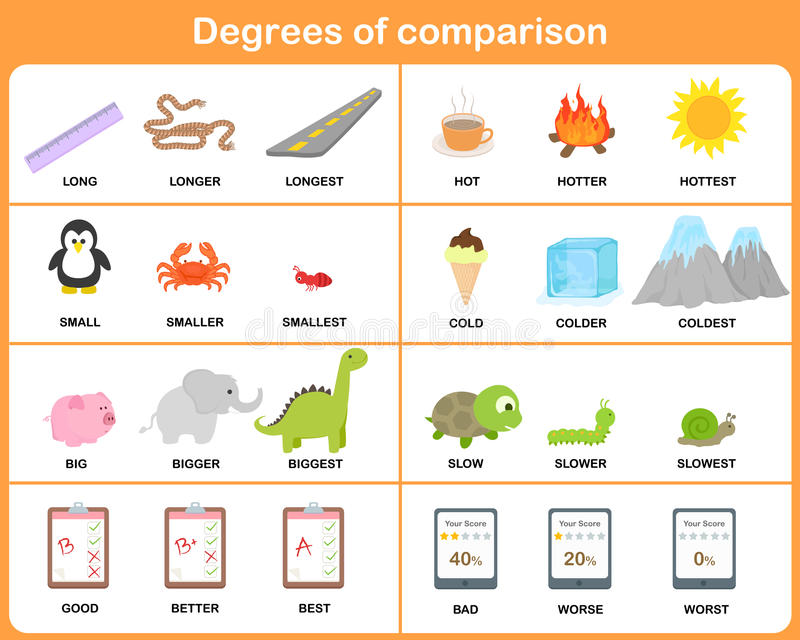 Degrees of comparison
LONG LONGER LONGEST
HOT HOTTER HOTTEST
SMALL SMALLER SMALLEST
COLD COLDER COLDEST
dreamstime
BIG BIGGER BIGGEST
SLOW SLOWER SLOWEST
B B+ A
GOOD BETTER BEST
Your Score Your Score Your Score
40% 20% 0%
BAD WORSE WORST